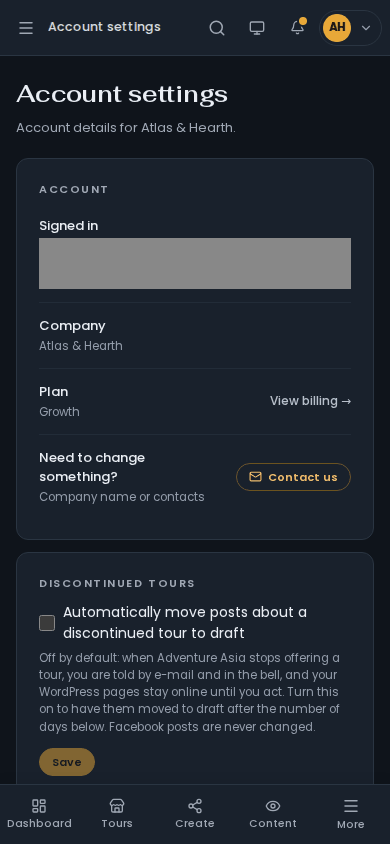 Account settings
AH
Account settings
Account details for Atlas & Hearth.
ACCOUNT
Signed in
Company
Atlas & Hearth
Plan
Growth
View billing →
Need to change
something?
Company name or contacts
Contact us
DISCONTINUED TOURS
Automatically move posts about a
discontinued tour to draft
Off by default: when Adventure Asia stops offering a
tour, you are told by e-mail and in the bell, and your
WordPress pages stay online until you act. Turn this
on to have them moved to draft after the number of
days below. Facebook posts are never changed.
Save
Dashboard
Tours
Create
Content
More